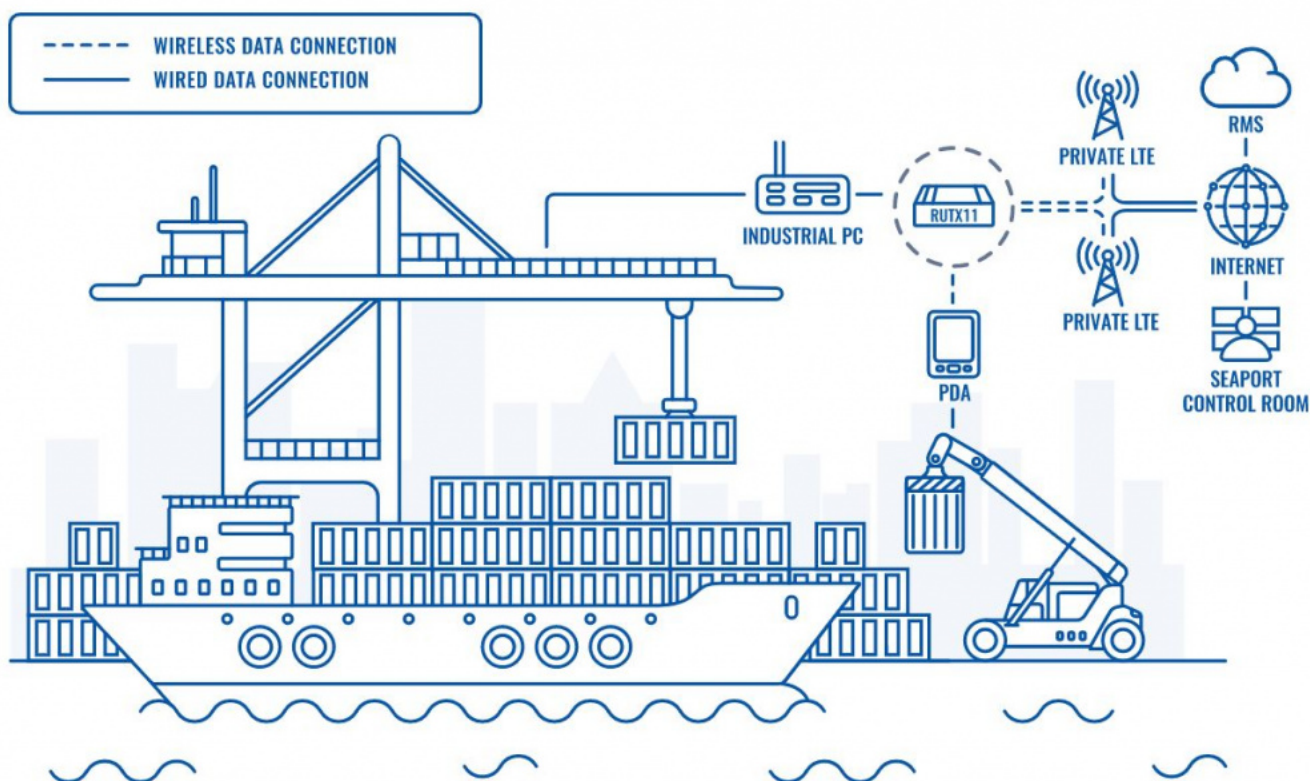 WIRELESS DATA CONNECTION
WIRED DATA CONNECTION
RMS
PRIVATE LTE
RUTX11
INDUSTRIAL PC
INTERNET
PRIVATE LTE
PDA
SEAPORT
CONTROL ROOM